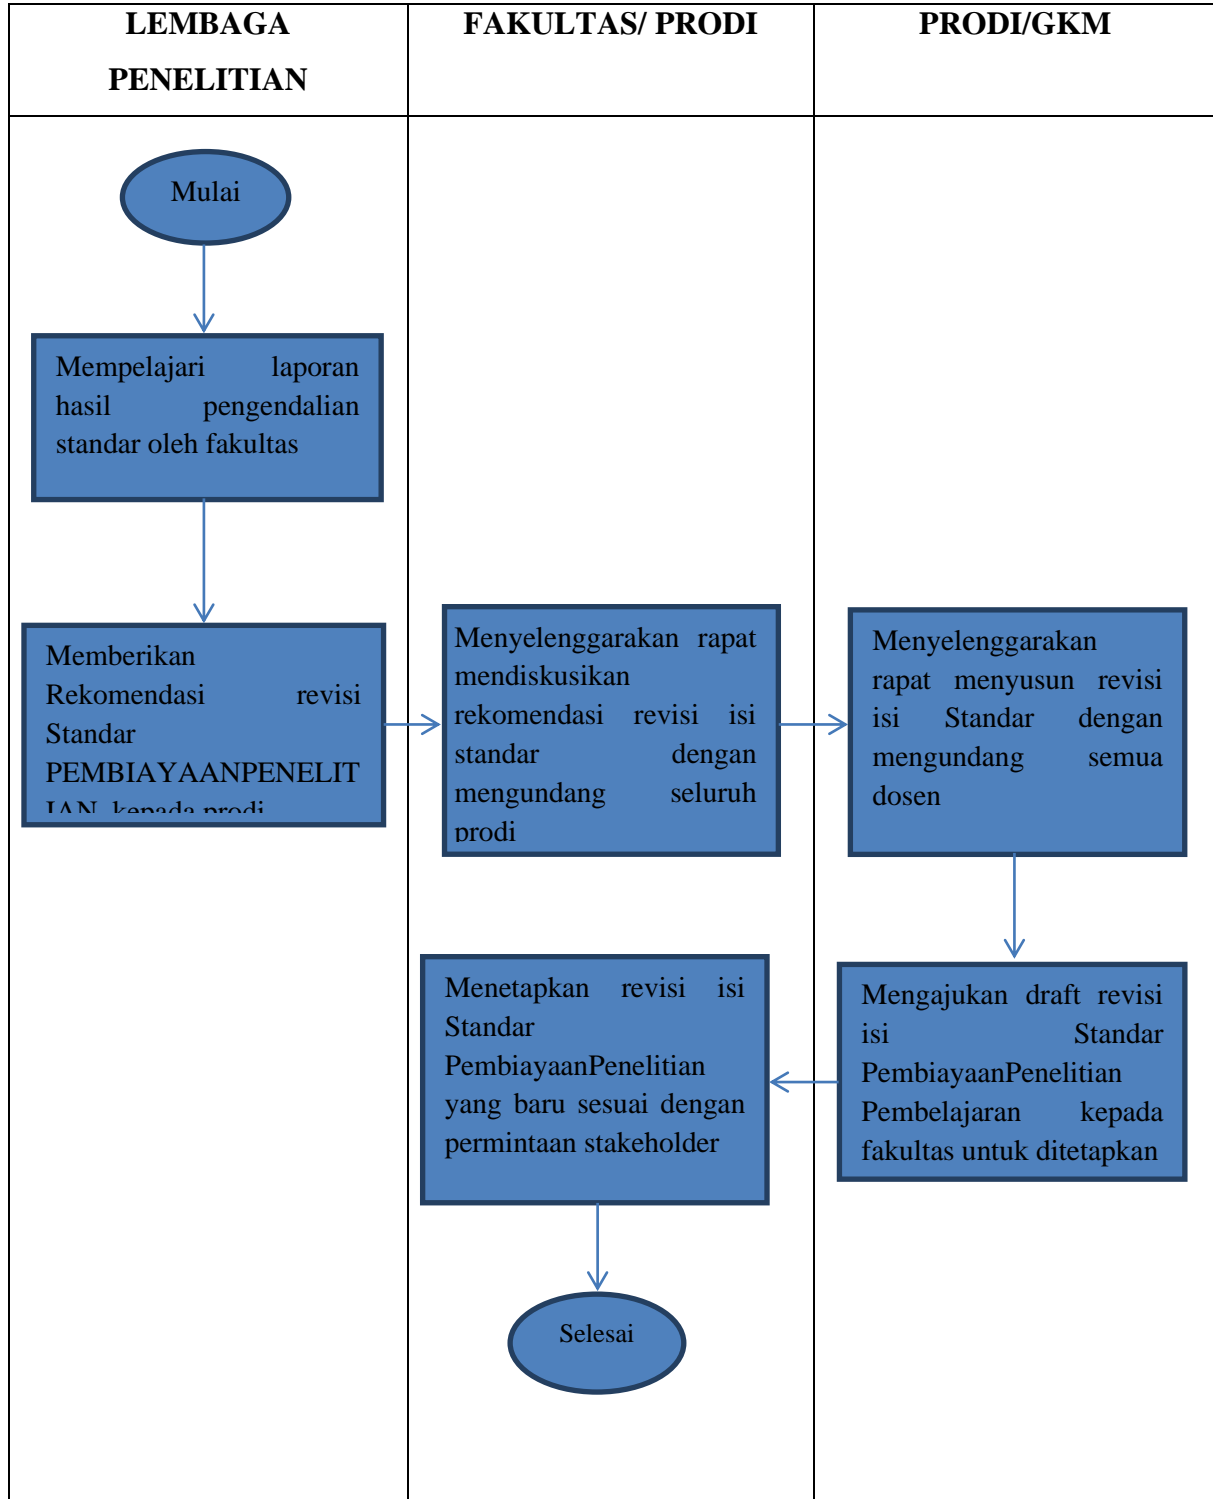 LEMBAGA
PENELITIAN
FAKULTAS/ PRODI
PRODI/GKM
Mulai
Mempelajari laporan
hasil pengendalian
standar oleh fakultas
Memberikan
Rekomendasi revisi
Standar
PEMBIAYAANPENELIT
IAN kepada prodi
Menyelenggarakan rapat
mendiskusikan
rekomendasi revisi isi
standar dengan
mengundang seluruh
prodi
Menyelenggarakan
rapat menyusun revisi
isi Standar dengan
mengundang semua
dosen
Mengajukan draft revisi
isi Standar
PembiayaanPenelitian
Pembelajaran kepada
fakultas untuk ditetapkan
Menetapkan revisi isi
Standar
PembiayaanPenelitian
yang baru sesuai dengan
permintaan stakeholder
Selesai